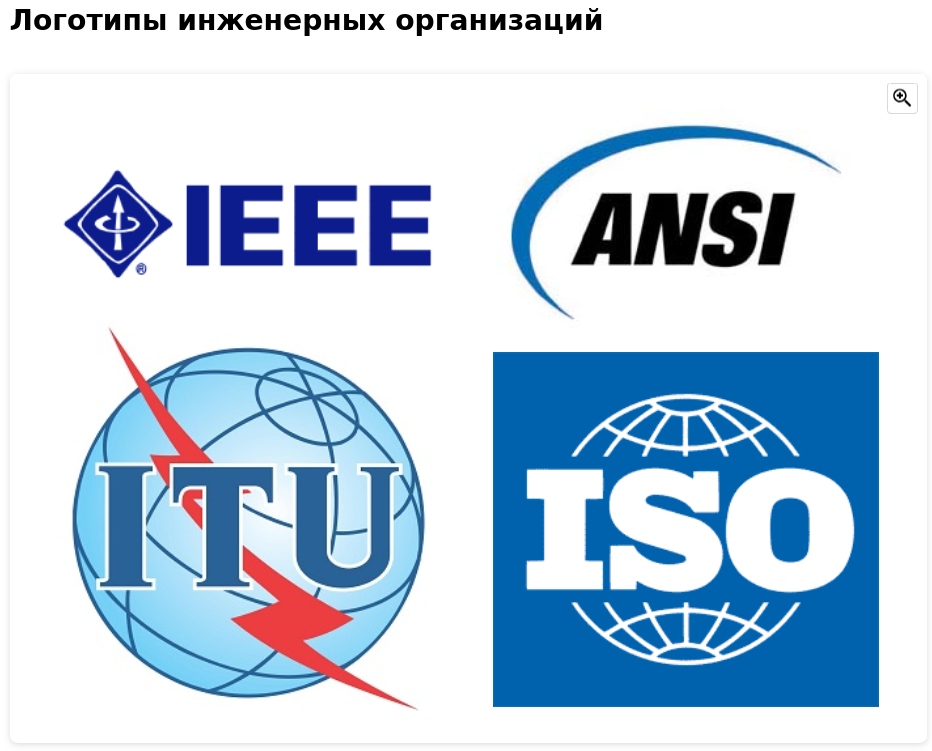 Логотипы инженерных организаций
IEEE
®
ANSI
ITU
ISO